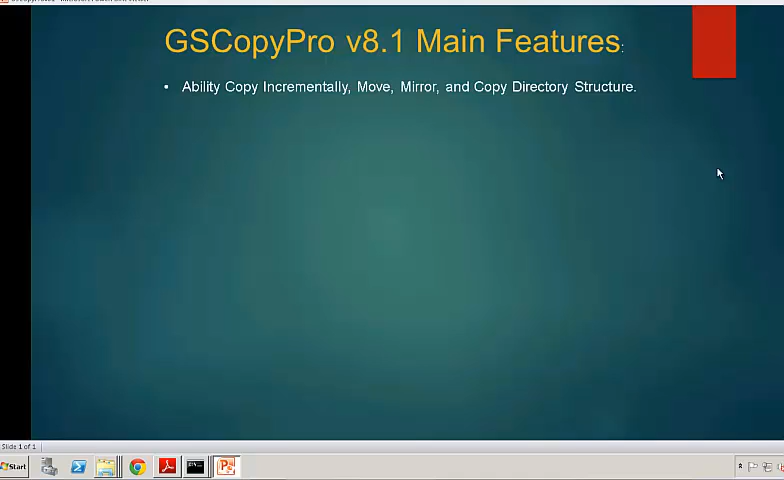 GSCopyPro v8.1 Main Features:
• Ability Copy Incrementally, Move, Mirror, and Copy Directory Structure.
Slide 1 of 1
Start